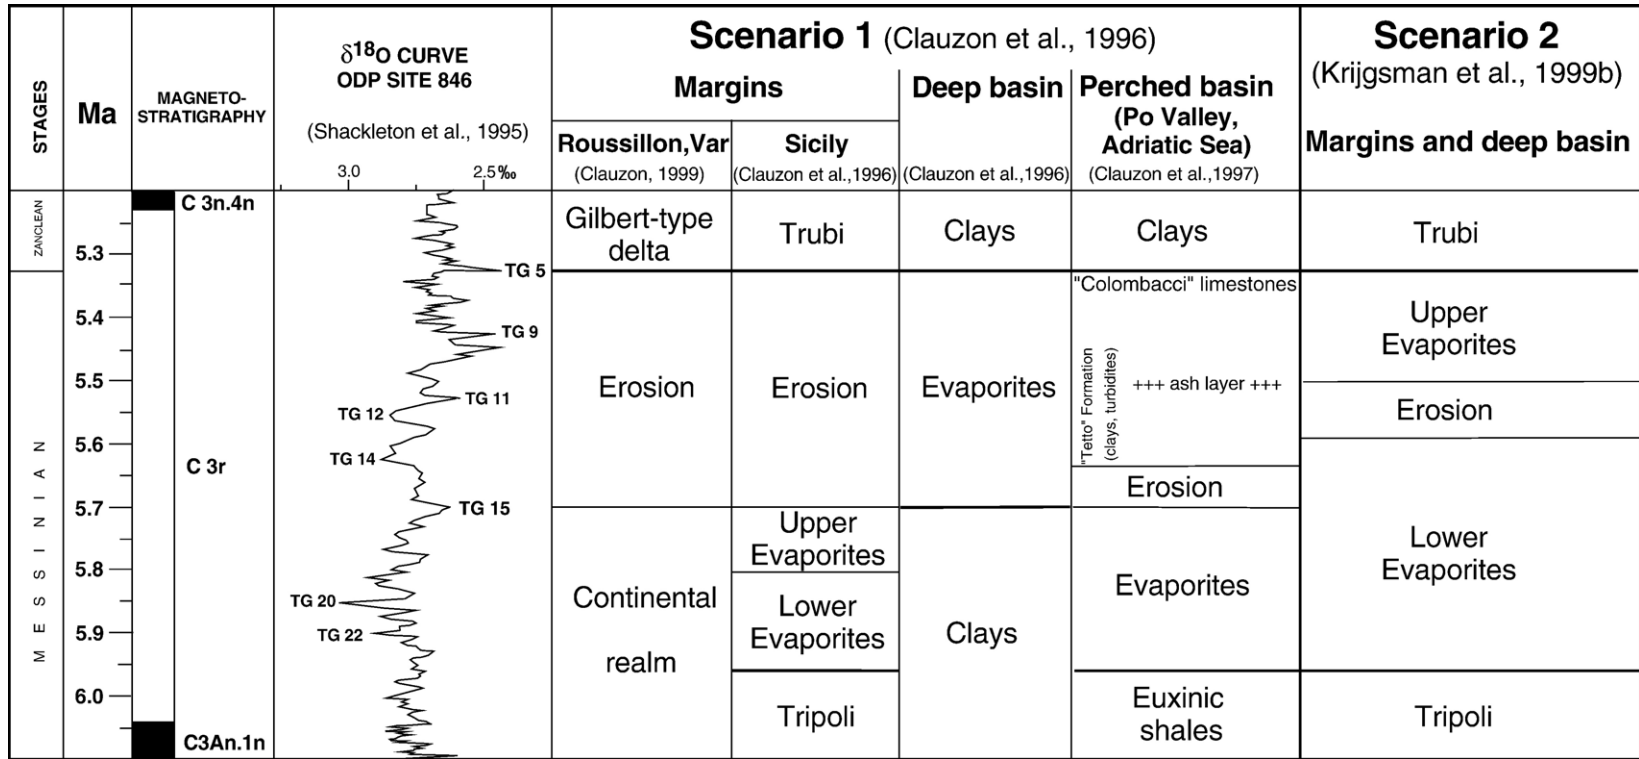 STAGES
Ma
MAGNETO-
STRATIGRAPHY
δ18O CURVE
ODP SITE 846
(Shackleton et al., 1995)
3.0 2.5 ‰
Scenario 1 (Clauzon et al., 1996)
Margins
Roussillon,Var
(Clauzon, 1999)
Sicily
(Clauzon et al.,1996)
Deep basin
(Clauzon et al.,1996)
Perched basin
(Po Valley,
Adriatic Sea)
(Clauzon et al.,1997)
Scenario 2
(Krijgsman et al., 1999b)
Margins and deep basin
ZANCLEAN
MESSINIAN
5.3
5.4
5.5
5.6
5.7
5.8
5.9
6.0
C 3n.4n
C 3r
C3An.1n
TG 5
TG 9
TG 11
TG 12
TG 14
TG 15
TG 20
TG 22
Gilbert-type
delta
Erosion
Continental
realm
Trubi
Erosion
Upper
Evaporites
Lower
Evaporites
Tripoli
Clays
Evaporites
Clays
Clays
"Colombacci" limestones
"Tetto" Formation
(clays, turbidites)
+++ ash layer +++
Erosion
Evaporites
Euxinic
shales
Trubi
Upper
Evaporites
Erosion
Lower
Evaporites
Tripoli